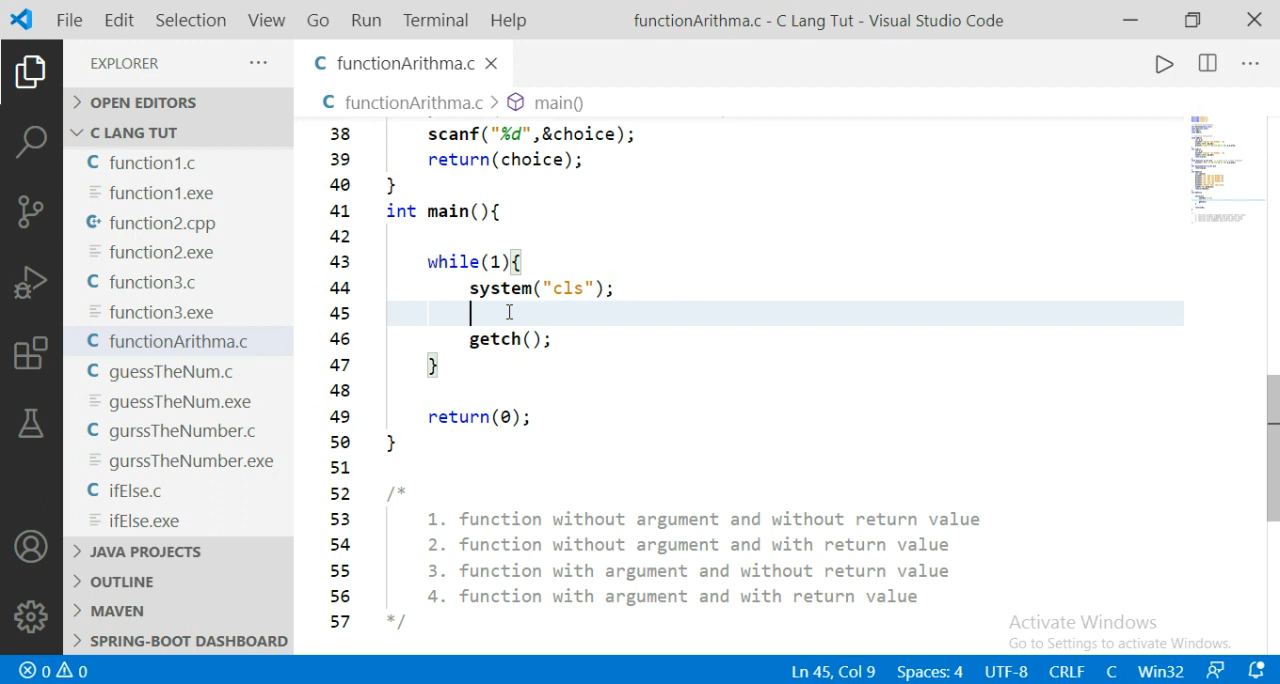 File Edit Selection View Go Run Terminal Help functionArithma.c - C Lang Tut - Visual Studio Code
EXPLORER ···
OPEN EDITORS
C LANG TUT
C function1.c
function1.exe
function2.cpp
function2.exe
C function3.c
function3.exe
C functionArithma.c
C guessTheNum.c
guessTheNum.exe
C gurssTheNumber.c
gurssTheNumber.exe
C ifElse.c
ifElse.exe
JAVA PROJECTS
OUTLINE
MAVEN
SPRING-BOOT DASHBOARD
C functionArithma.c
C functionArithma.c > main()
38 scanf("%d",&choice);
39 return(choice);
40 }
41 int main(){
42
43 while(1){
44 system("cls");
45
46 getch();
47 }
48
49 return(0);
50 }
51
52 /*
53 1. function without argument and without return value
54 2. function without argument and with return value
55 3. function with argument and without return value
56 4. function with argument and with return value
57 */
Activate Windows
Go to Settings to activate Windows.
0 0 Ln 45, Col 9 Spaces: 4 UTF-8 CRLF C Win32